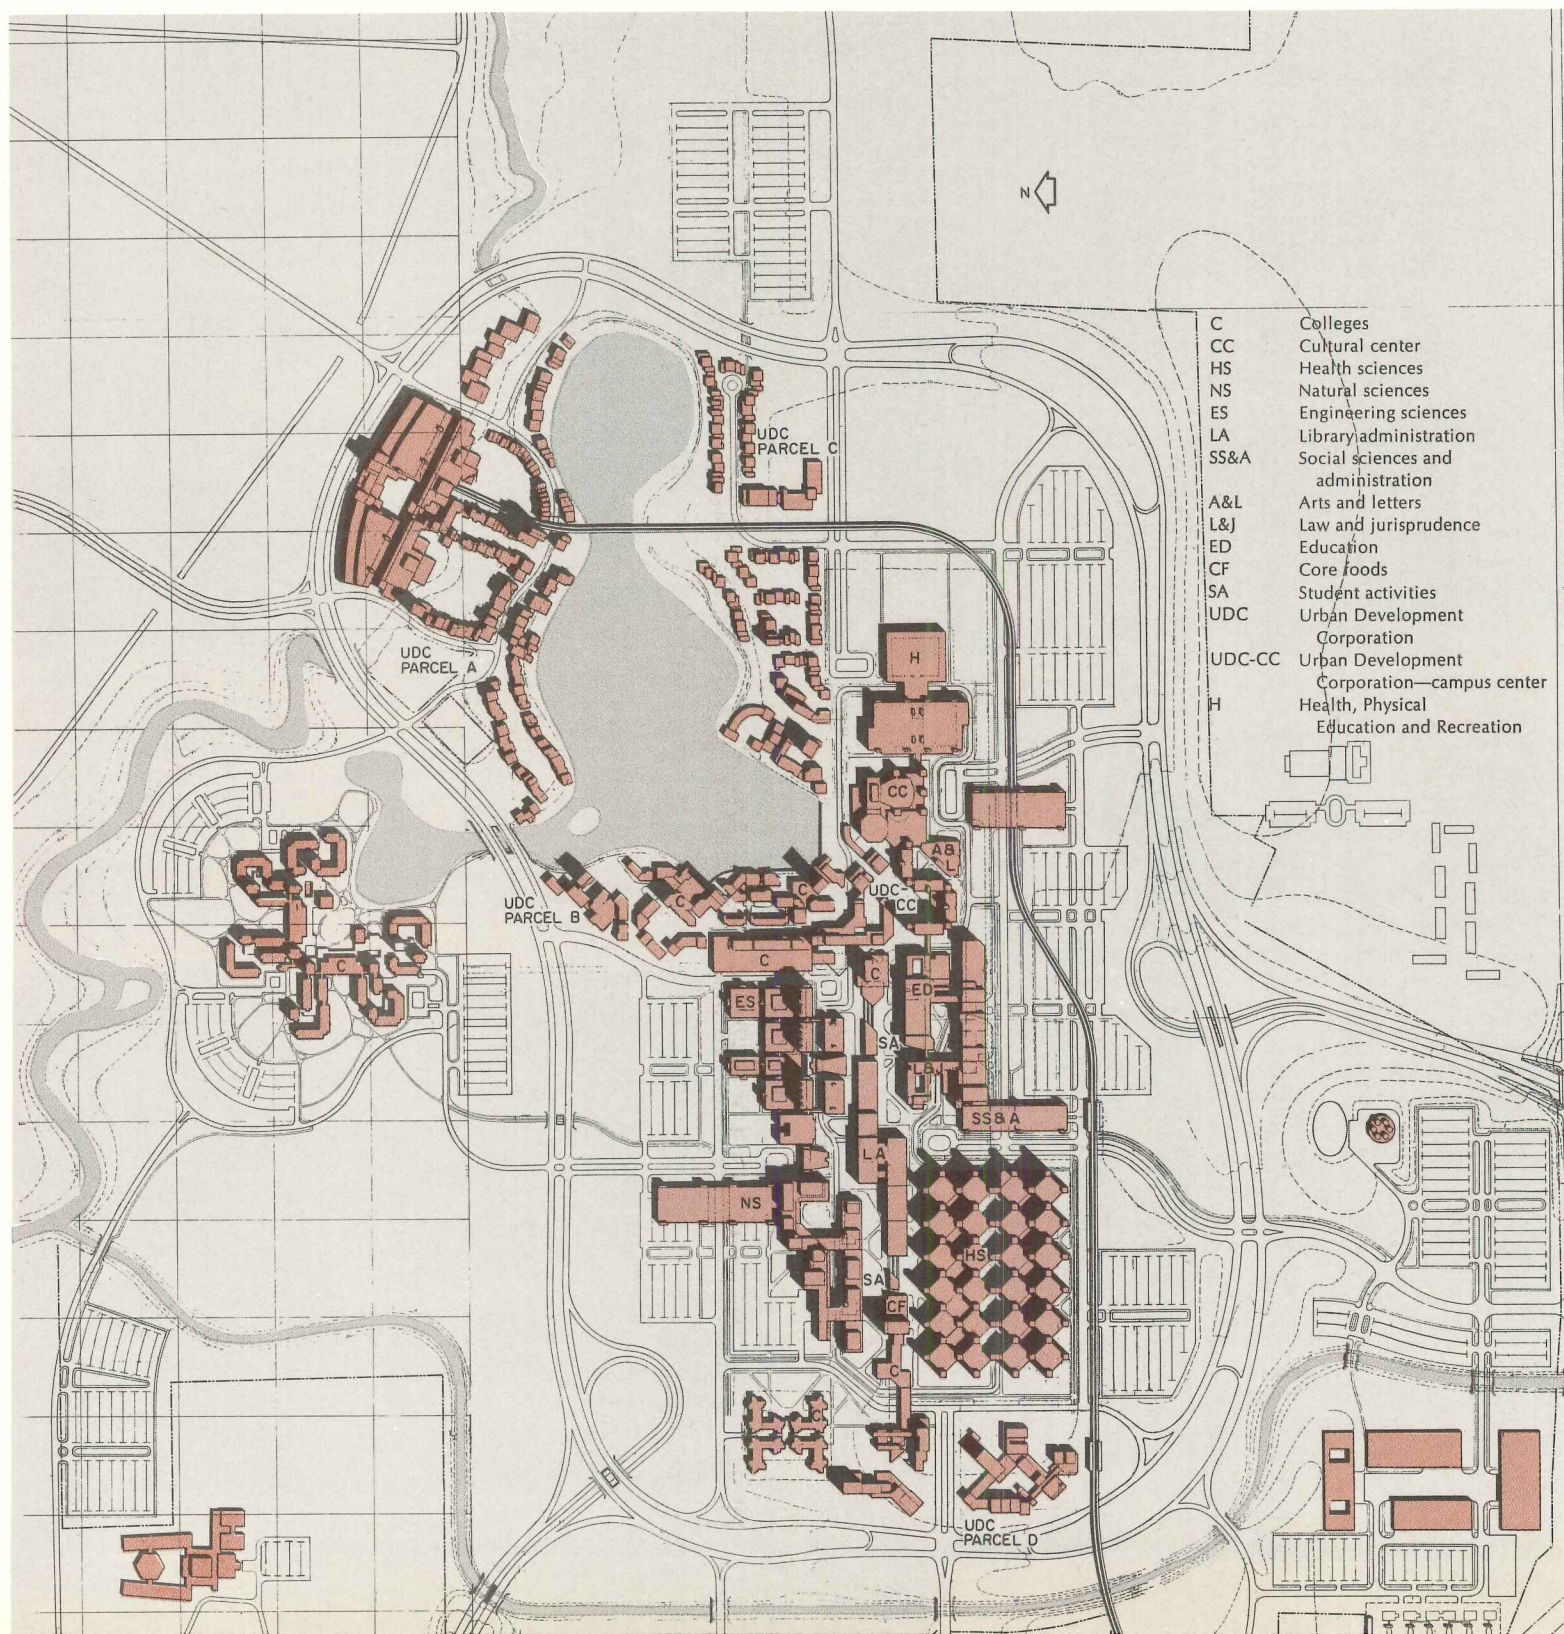 N
C Colleges
CC Cultural center
HS Health sciences
NS Natural sciences
ES Engineering sciences
LA Library administration
SS&A Social sciences and
administration
A&L Arts and letters
L&J Law and jurisprudence
ED Education
CF Core foods
SA Student activities
UDC Urban Development
Corporation
UDC-CC Urban Development
Corporation—campus center
H Health, Physical
Education and Recreation
UDC
PARCEL C
UDC
PARCEL A
H
CC
A&
L
UDC-
CC
UDC
PARCEL B
C
C
C
C
C
ED
ES
SA
L&J
SS&A
LA
NS
HS
SA
CF
C
C
UDC
PARCEL D